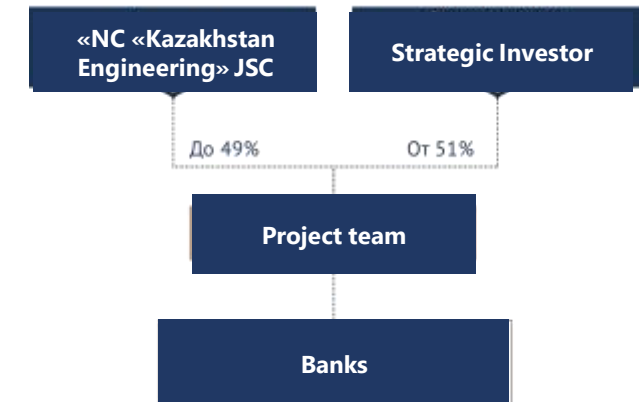 «NC «Kazakhstan
Engineering» JSC
Strategic Investor
До 49%
От 51%
Project team
Banks